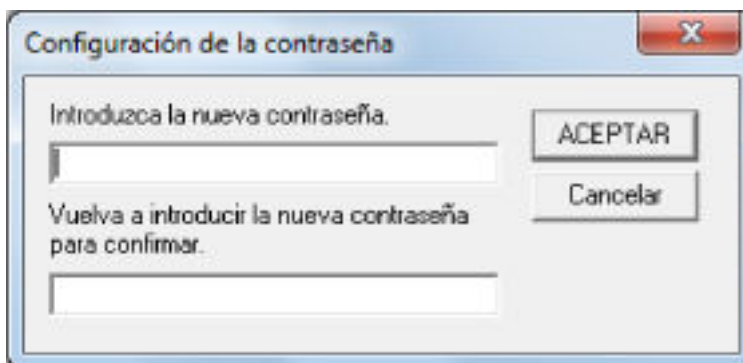 Configuración de la contraseña
Introduzca la nueva contraseña.
ACEPTAR
Cancelar
Vuelva a introducir la nueva contraseña
para confirmar.